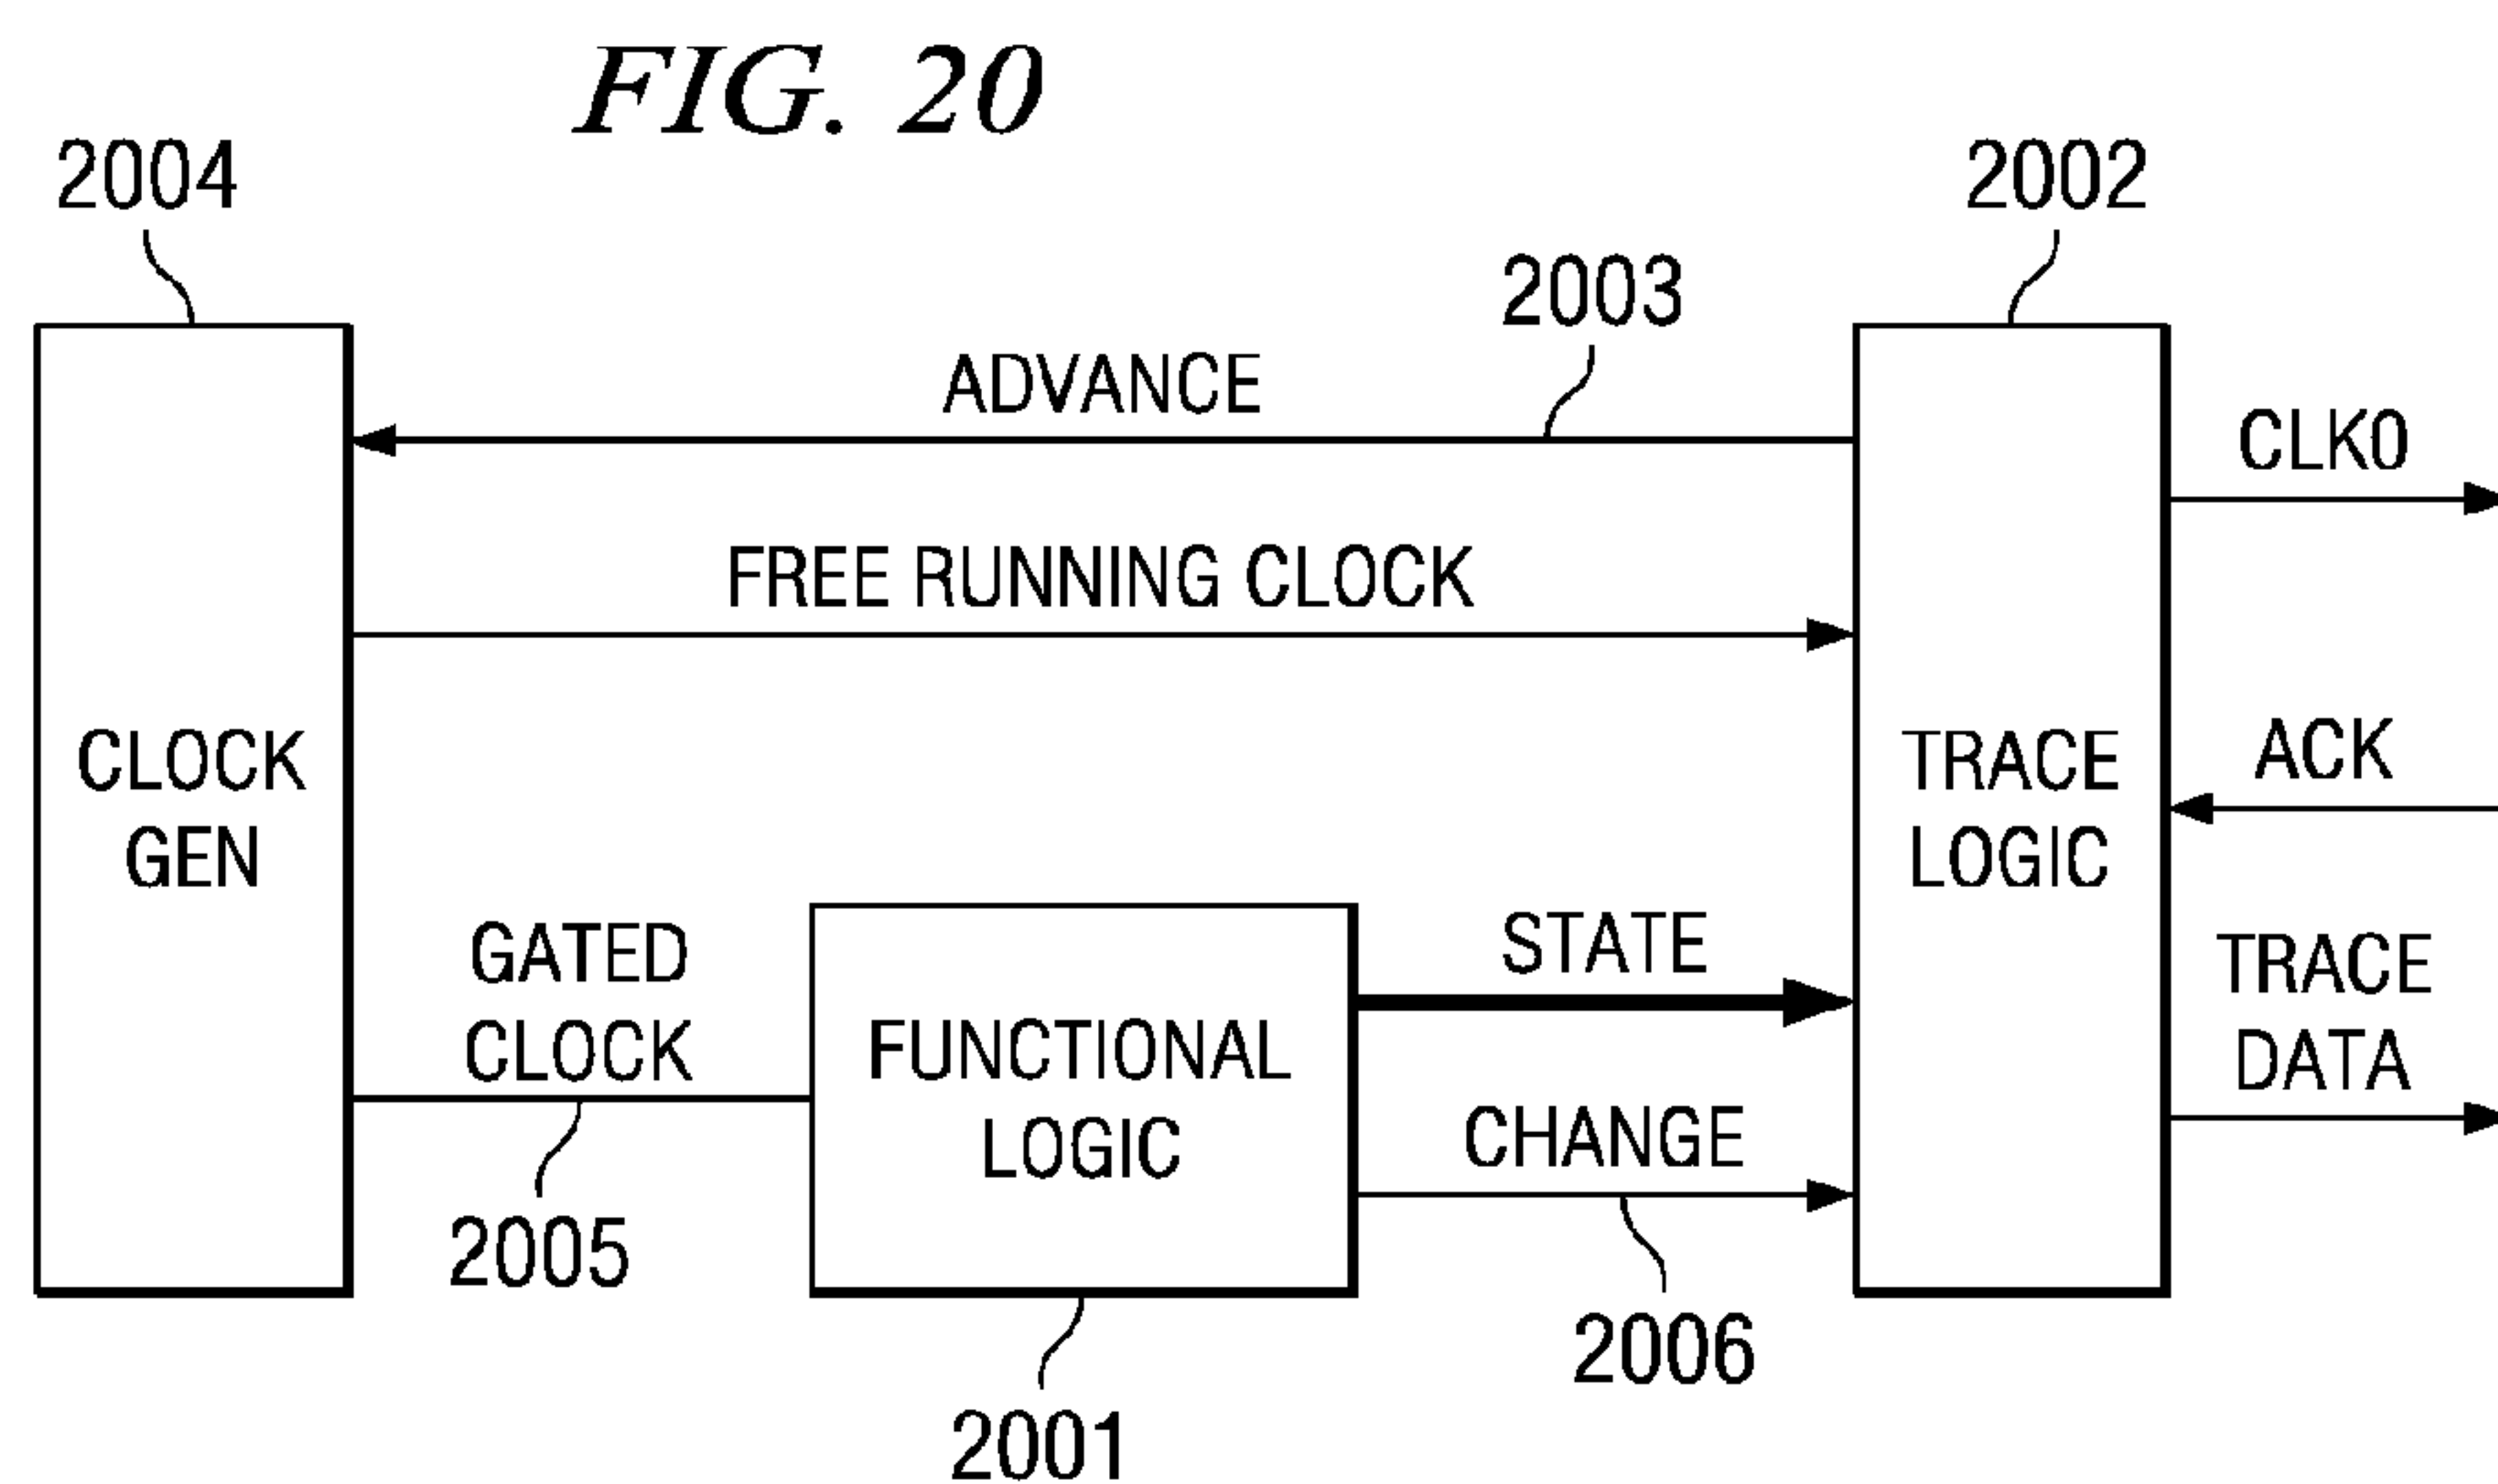 FIG. 20
2004
2002
2003
ADVANCE
CLK0
FREE RUNNING CLOCK
CLOCK
GEN
TRACE
LOGIC
ACK
GATED
CLOCK
STATE
TRACE
DATA
FUNCTIONAL
LOGIC
CHANGE
2005
2006
2001